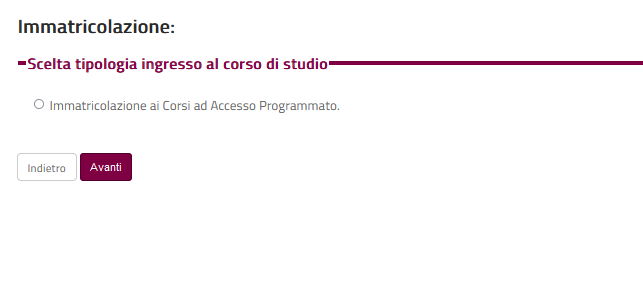 Immatricolazione:
Scelta tipologia ingresso al corso di studio
Immatricolazione ai Corsi ad Accesso Programmato.
Indietro Avanti